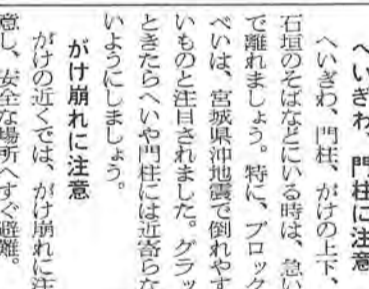 へいぎわ、門柱に注意
へいぎわ、門柱、がけの上下、
石垣のそばなどにいる時は、急い
で離れましょう。特に、ブロック
べいは、宮城県沖地震で倒れやす
いものと注目されました。グラッ
ときたらへいや門柱には近寄らな
いようにしましょう。
がけ崩れに注意
がけの近くでは、がけ崩れに注
意し、安全な場所へすぐ避難。